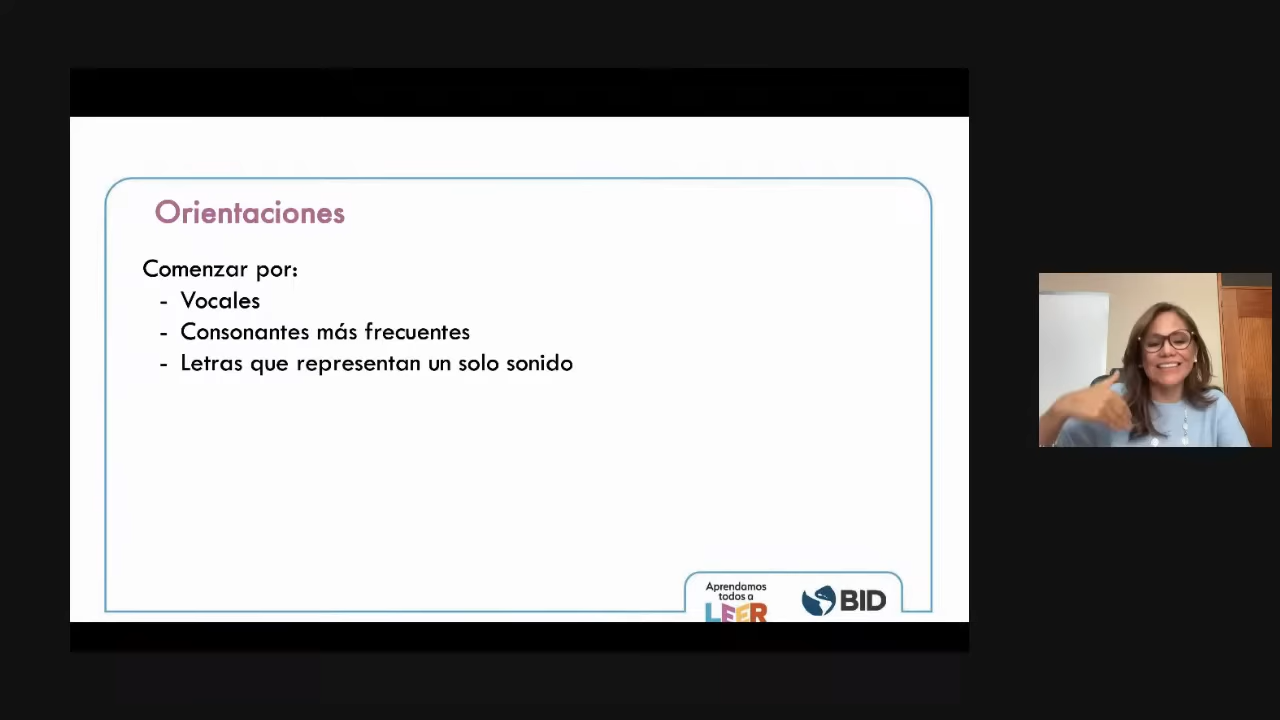 Orientaciones
Comenzar por:
- Vocales
- Consonantes más frecuentes
- Letras que representan un solo sonido
Aprendamos
todos a
LEER
BID